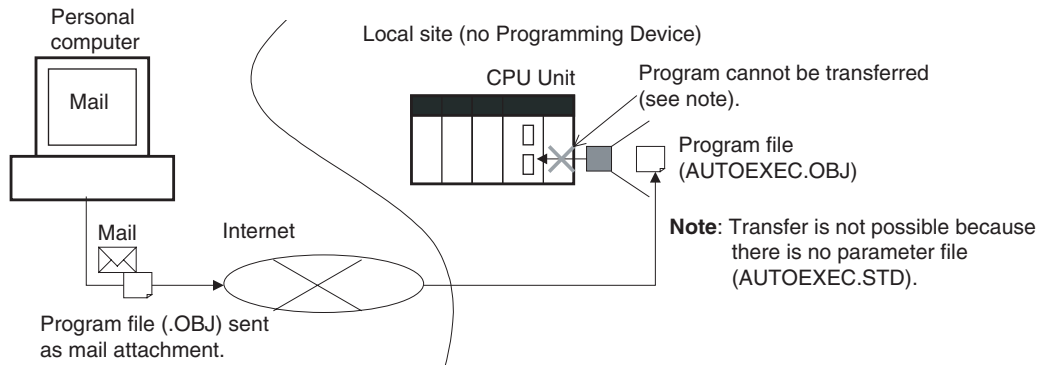 Personal
computer
Mail
Mail
Program file (.OBJ) sent
as mail attachment.
Internet
Local site (no Programming Device)
CPU Unit
Program cannot be transferred
(see note).
Program file
(AUTOEXEC.OBJ)
Note: Transfer is not possible because
there is no parameter file
(AUTOEXEC.STD).